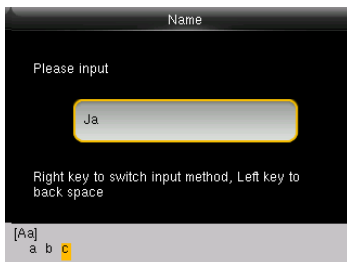 Name
Please input
Ja
Right key to switch input method, Left key to
back space
[Aa]
a b c